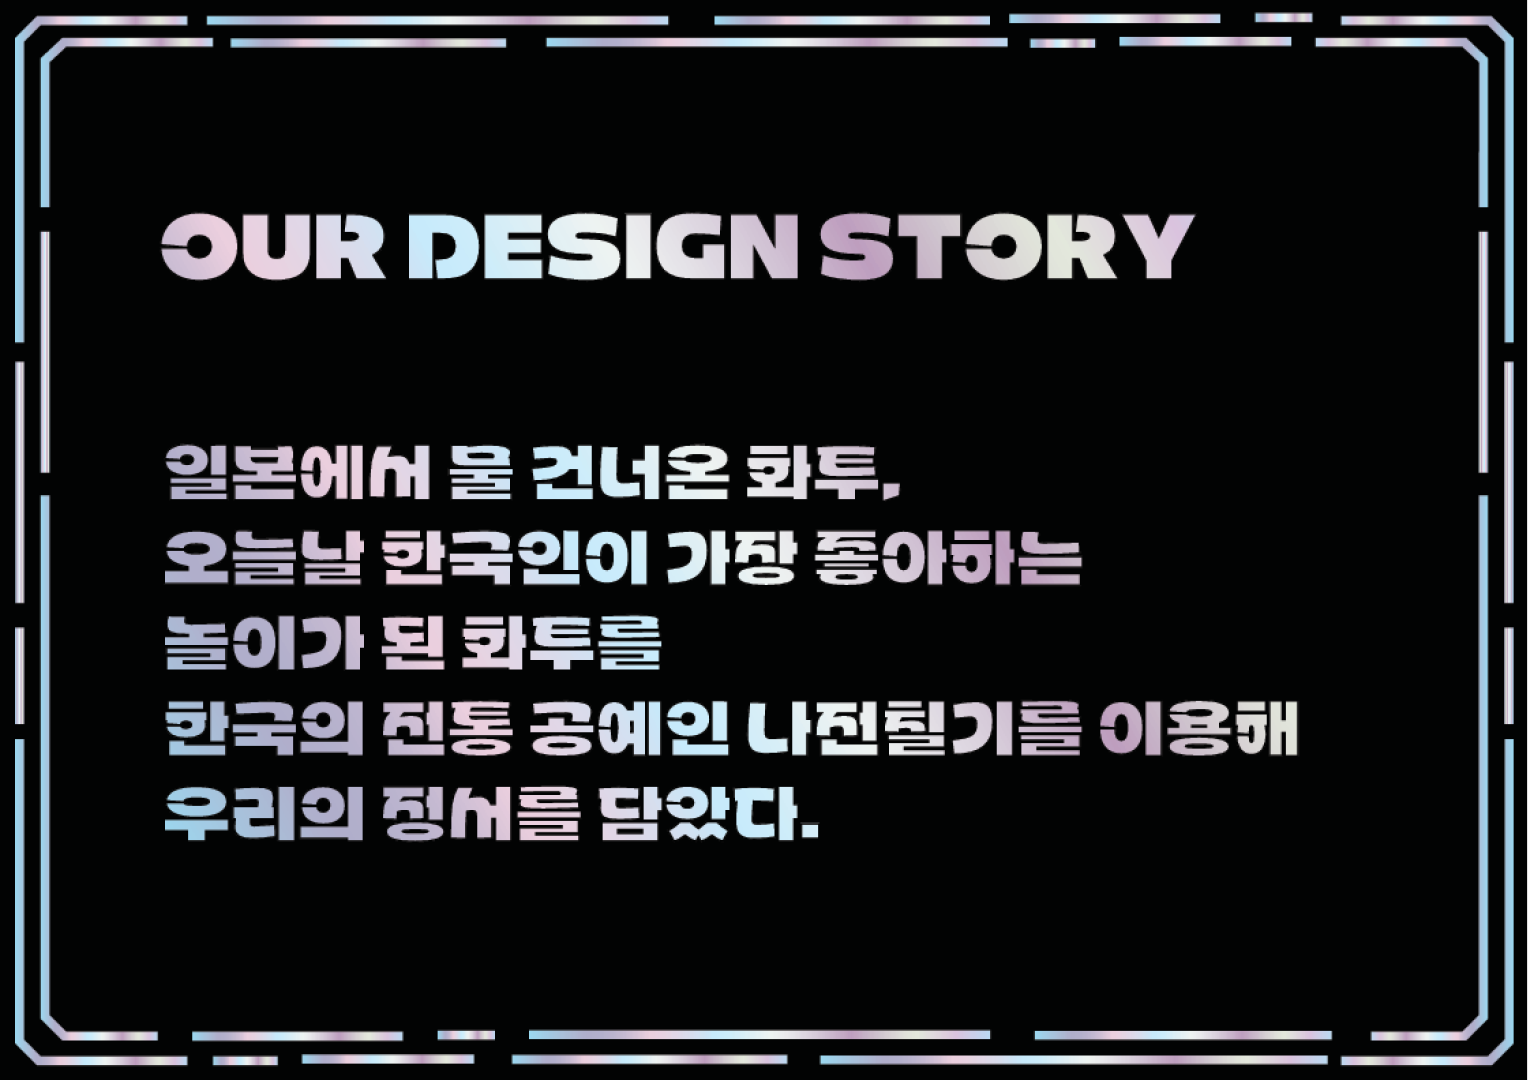 OUR DESIGN STORY
일본에서 물 건너온 화투,
오늘날 한국인이 가장 좋아하는
놀이가 된 화투를
한국의 전통 공예인 나전칠기를 이용해
우리의 정서를 담았다.